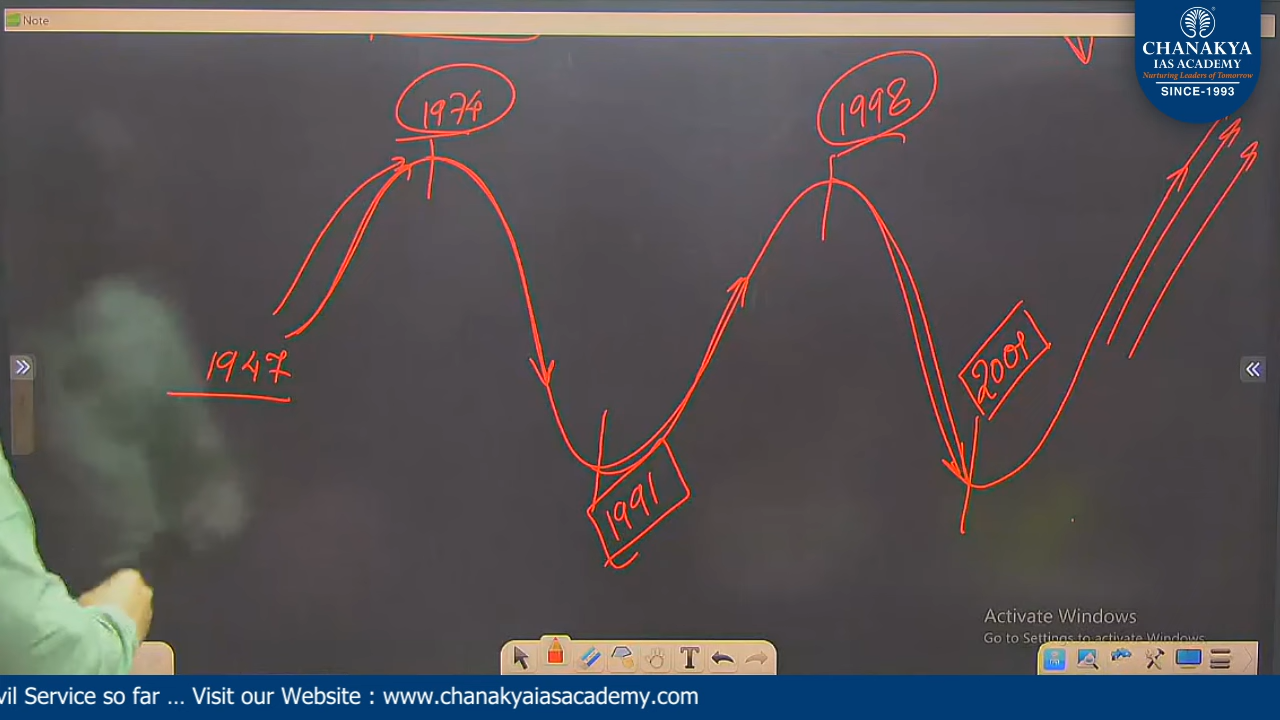 Note
CHANAKYA
IAS ACADEMY
Nurturing Leaders of Tomorrow
SINCE-1993
1974
1998
1947
2001
1991
Activate Windows
Go to Settings to activate Windows.
T
vil Service so far ... Visit our Website : www.chanakyaiasacademy.com